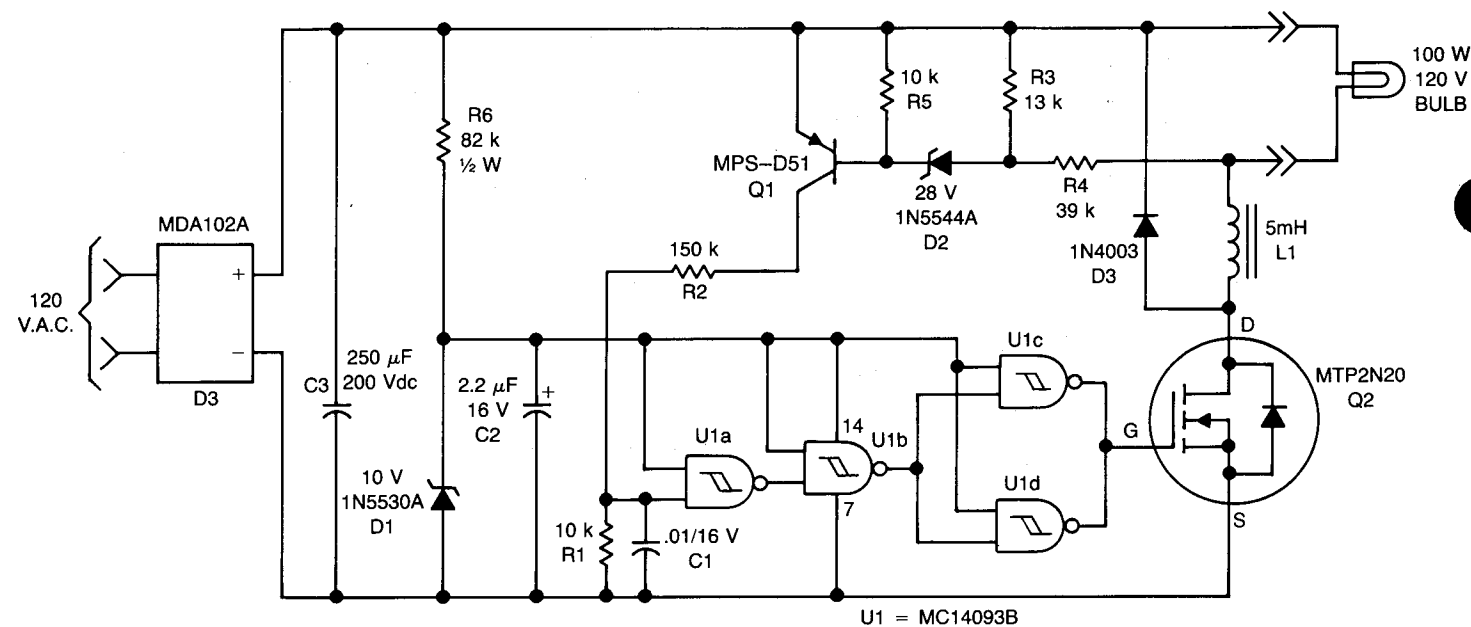 MDA102A
120
V.A.C.
+
−
D3
C3
250 µF
200 Vdc
R6
82 k
½ W
10 V
1N5530A
D1
2.2 µF
16 V
C2
+
150 k
R2
10 k
R1
.01/16 V
C1
MPS–D51
Q1
10 k
R5
28 V
1N5544A
D2
R3
13 k
R4
39 k
1N4003
D3
5mH
L1
100 W
120 V
BULB
U1a
14
U1b
7
U1c
U1d
D
G
S
MTP2N20
Q2
U1 = MC14093B